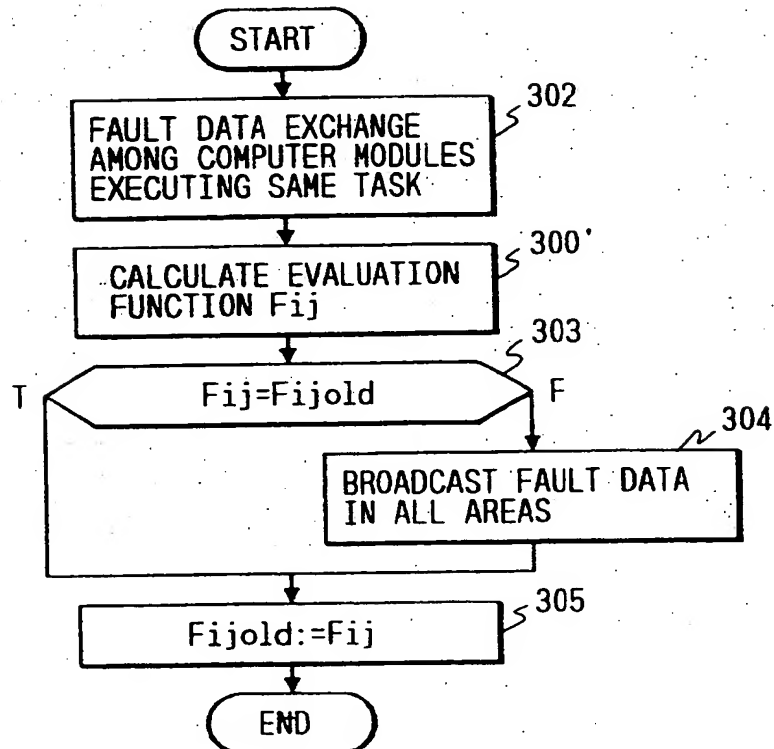 START
302
FAULT DATA EXCHANGE
AMONG COMPUTER MODULES
EXECUTING SAME TASK
300'
CALCULATE EVALUATION
FUNCTION Fij
303
T
Fij=Fijold
F
304
BROADCAST FAULT DATA
IN ALL AREAS
305
Fijold:=Fij
END